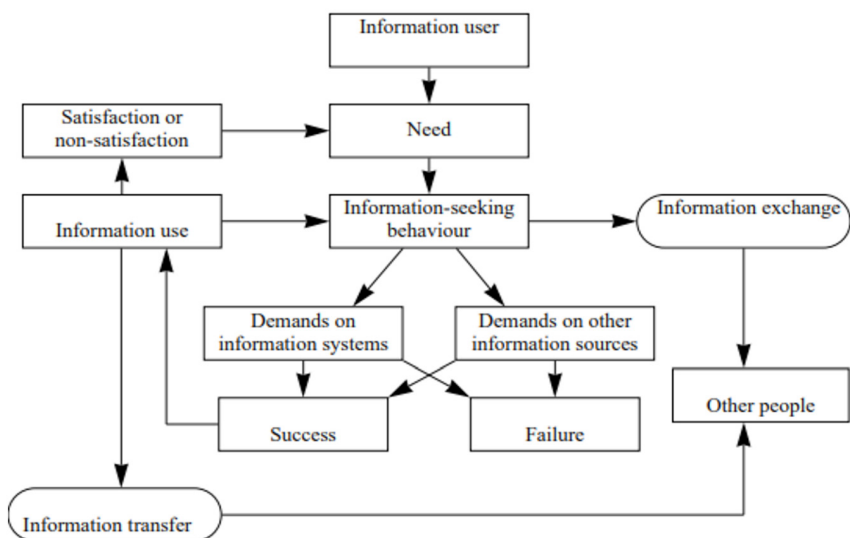 Information user
Satisfaction or
non-satisfaction
Need
Information use
Information-seeking
behaviour
Information exchange
Demands on
information systems
Demands on other
information sources
Success
Failure
Other people
Information transfer